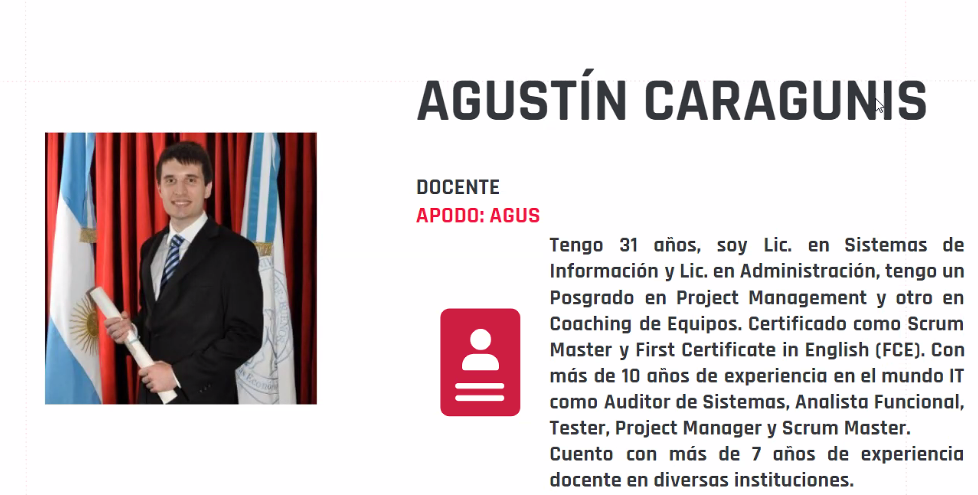 AGUSTÍN CARAGUNIS
DOCENTE
APODO: AGUS
Tengo 31 años, soy Lic. en Sistemas de
Información y Lic. en Administración, tengo un
Posgrado en Project Management y otro en
Coaching de Equipos. Certificado como Scrum
Master y First Certificate in English (FCE). Con
más de 10 años de experiencia en el mundo IT
como Auditor de Sistemas, Analista Funcional,
Tester, Project Manager y Scrum Master.
Cuento con más de 7 años de experiencia
docente en diversas instituciones.